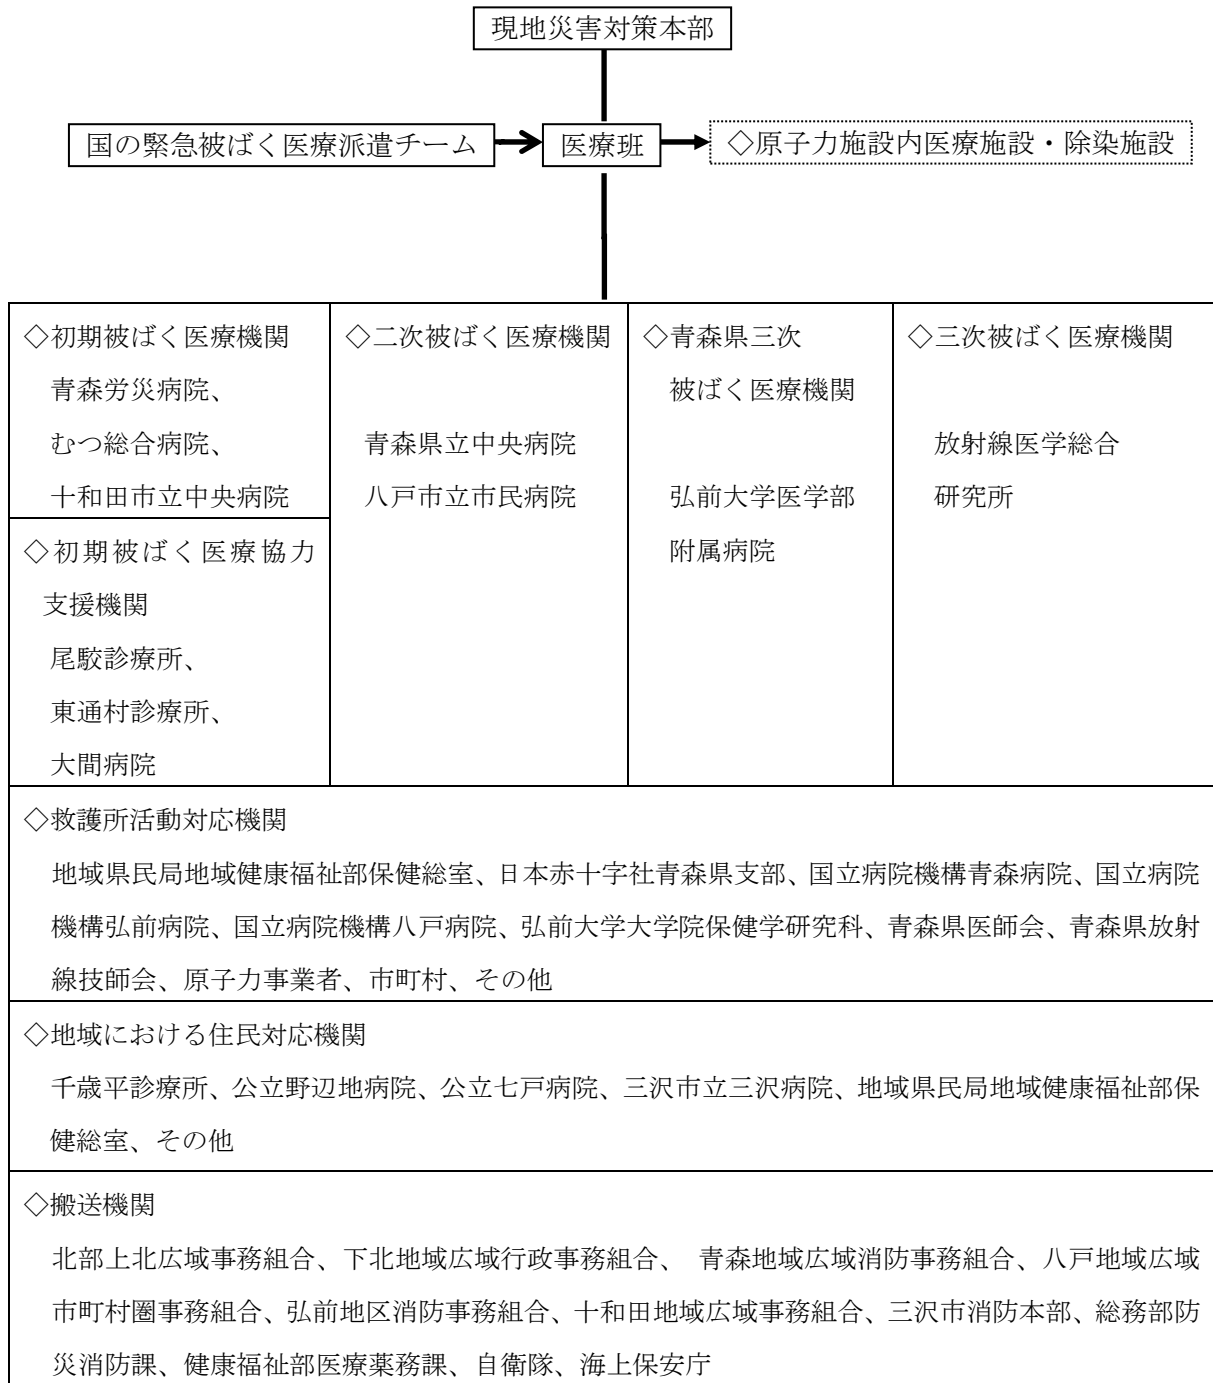 現地災害対策本部
国の緊急被ばく医療派遣チーム
医療班
◇原子力施設内医療施設・除染施設
◇初期被ばく医療機関
青森労災病院、
むつ総合病院、
十和田市立中央病院
◇初期被ばく医療協力
支援機関
尾駮診療所、
東通村診療所、
大間病院
◇二次被ばく医療機関
青森県立中央病院
八戸市立市民病院
◇青森県三次
被ばく医療機関
弘前大学医学部
附属病院
◇三次被ばく医療機関
放射線医学総合
研究所
◇救護所活動対応機関
地域県民局地域健康福祉部保健総室、日本赤十字社青森県支部、国立病院機構青森病院、国立病院
機構弘前病院、国立病院機構八戸病院、弘前大学大学院保健学研究科、青森県医師会、青森県放射
線技師会、原子力事業者、市町村、その他
◇地域における住民対応機関
千歳平診療所、公立野辺地病院、公立七戸病院、三沢市立三沢病院、地域県民局地域健康福祉部保
健総室、その他
◇搬送機関
北部上北広域事務組合、下北地域広域行政事務組合、 青森地域広域消防事務組合、八戸地域広域
市町村圏事務組合、弘前地区消防事務組合、十和田地域広域事務組合、三沢市消防本部、総務部防
災消防課、健康福祉部医療薬務課、自衛隊、海上保安庁